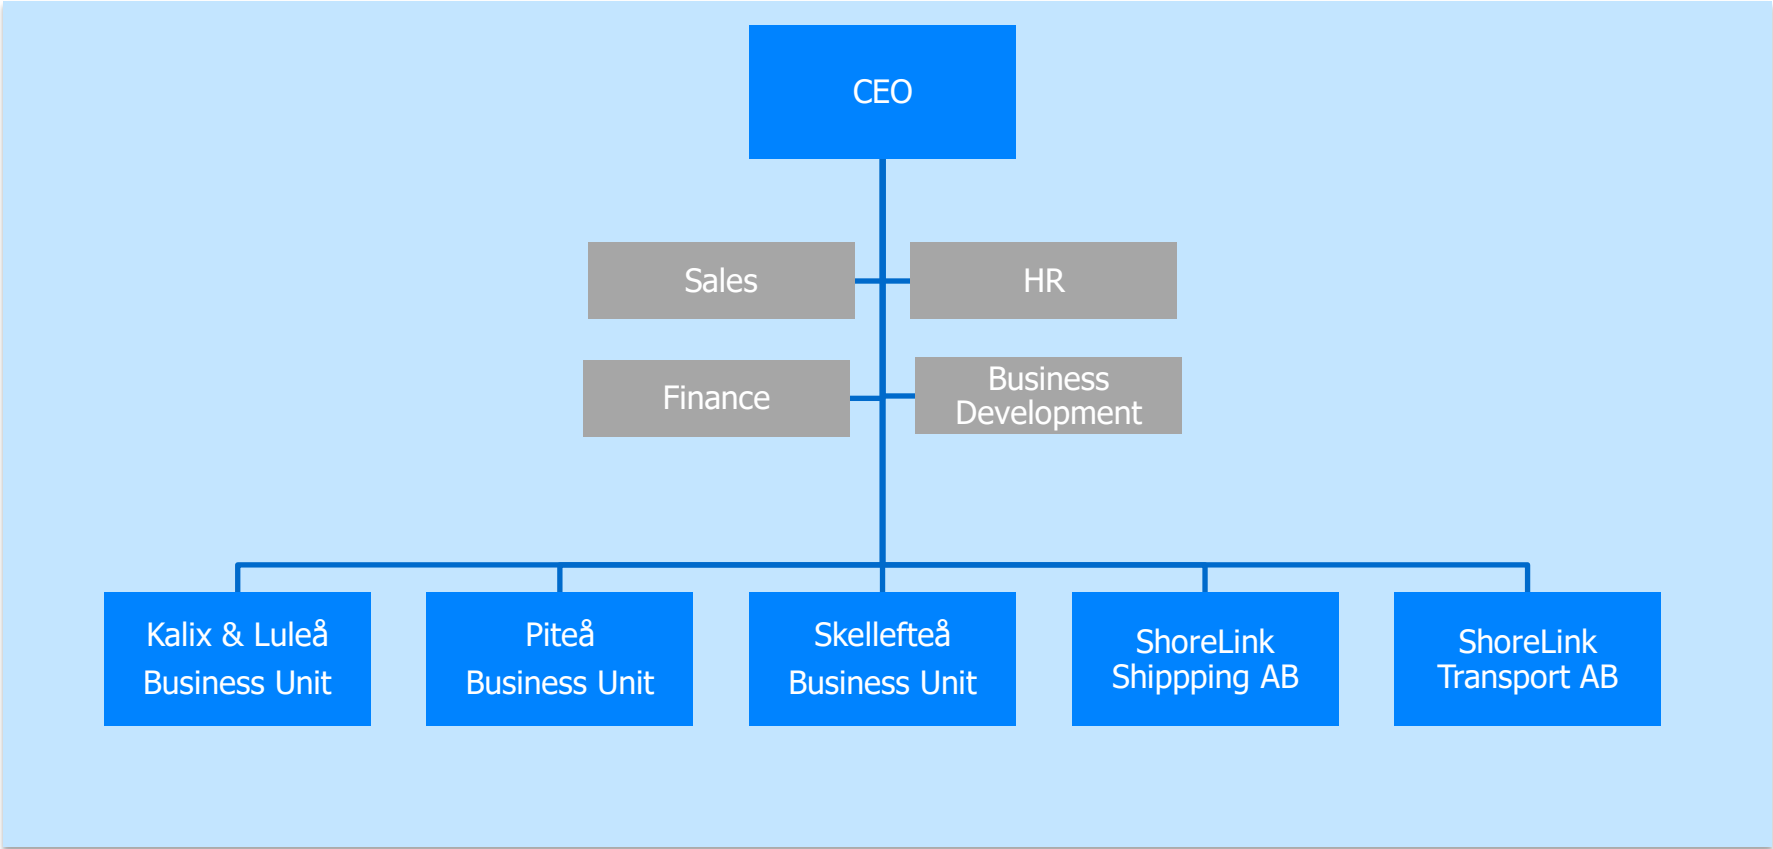 CEO
Sales
HR
Finance
Business
Development
Kalix & Luleå
Business Unit
Piteå
Business Unit
Skellefteå
Business Unit
ShoreLink
Shippping AB
ShoreLink
Transport AB